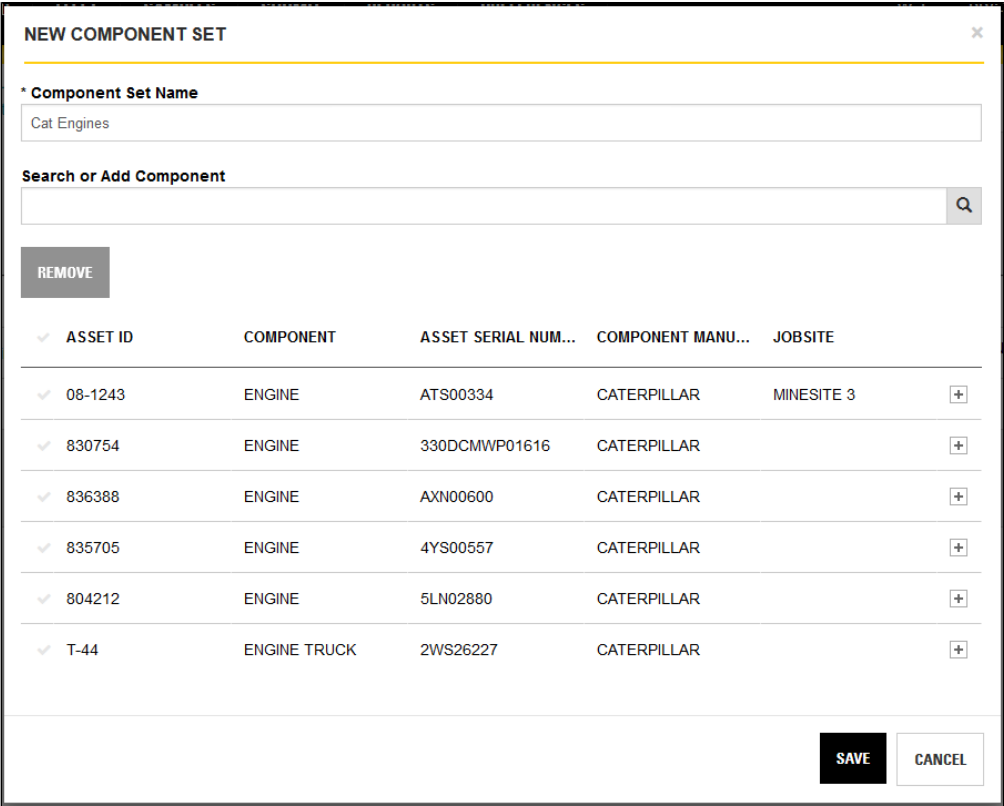 NEW COMPONENT SET
* Component Set Name
Cat Engines
Search or Add Component
REMOVE
ASSET ID COMPONENT ASSET SERIAL NUM... COMPONENT MANU... JOBSITE
08-1243 ENGINE ATS00334 CATERPILLAR MINESITE 3
830754 ENGINE 330DCMWP01616 CATERPILLAR
836388 ENGINE AXN00600 CATERPILLAR
835705 ENGINE 4YS00557 CATERPILLAR
804212 ENGINE 5LN02880 CATERPILLAR
T-44 ENGINE TRUCK 2WS26227 CATERPILLAR
SAVE CANCEL